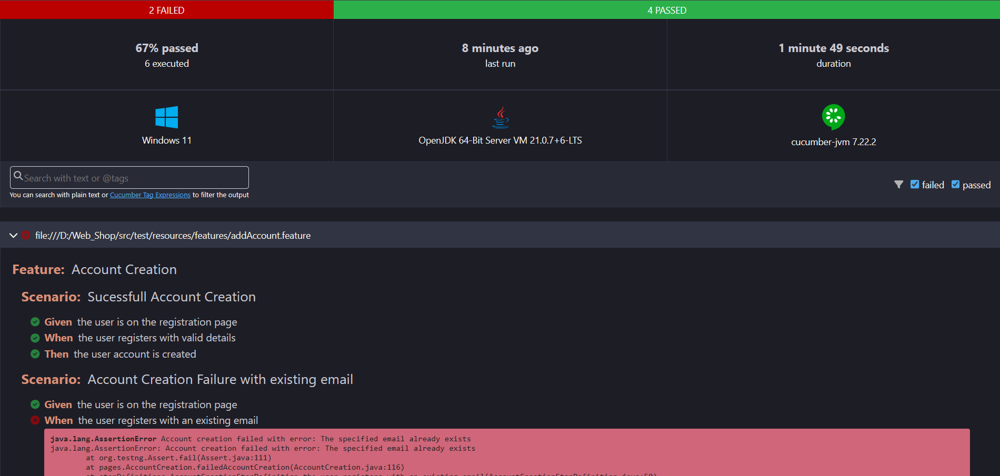 2 FAILED
4 PASSED
67% passed
6 executed
8 minutes ago
last run
1 minute 49 seconds
duration
Windows 11
OpenJDK 64-Bit Server VM 21.0.7+6-LTS
cucumber-jvm 7.22.2
Search with text or @tags
You can search with plain text or Cucumber Tag Expressions to filter the output
failed
passed
file:///D:/Web_Shop/src/test/resources/features/addAccount.feature
Feature: Account Creation
Scenario: Sucessfull Account Creation
Given the user is on the registration page
When the user registers with valid details
Then the user account is created
Scenario: Account Creation Failure with existing email
Given the user is on the registration page
When the user registers with an existing email
java.lang.AssertionError Account creation failed with error: The specified email already exists
java.lang.AssertionError: Account creation failed with error: The specified email already exists
at org.testng.Assert.fail(Assert.java:111)
at pages.AccountCreation.failedAccountCreation(AccountCreation.java:116)